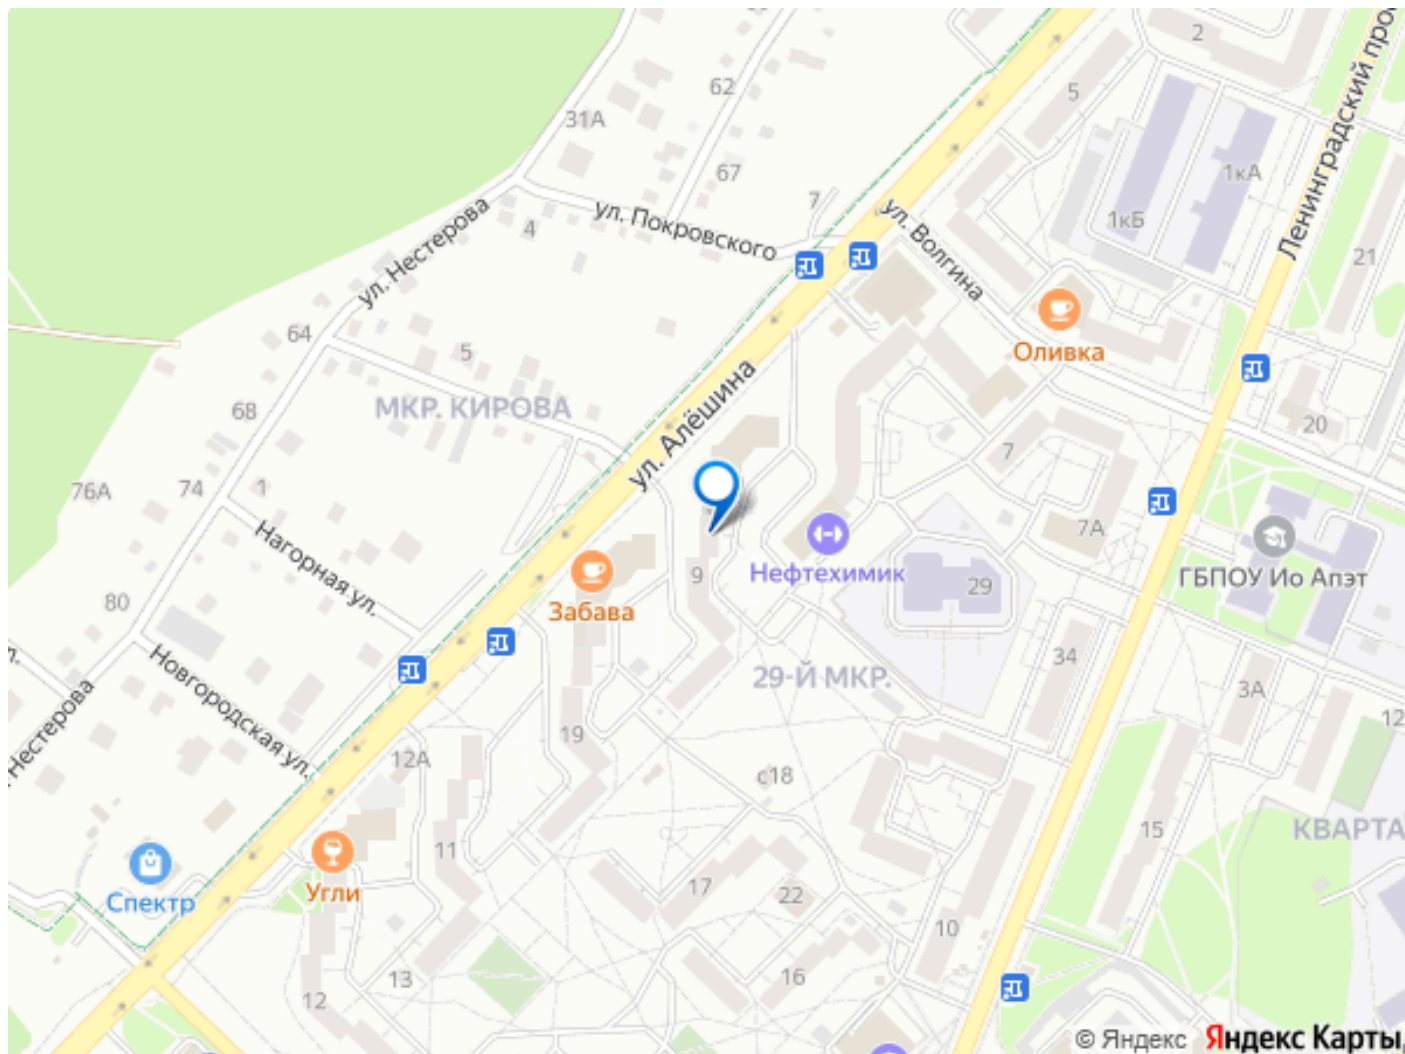 2
Ленинградский про
5
62
31А
67
1кА
7
ул. Нестерова
4
ул. Покровского
ул. Волгина
1кБ
21
64
5
Оливка
МКР. КИРОВА
68
ул. Алёшина
20
7
76А
74
1
7А
Нагорная ул.
Нефтехимик
ГБПОУ Ио Апэт
9
29
80
Забава
л.
Новгородская ул.
Нестерова
29-Й МКР.
34
3А
12
19
12А
с18
КВАРТА
15
11
Спектр
Угли
17
22
10
13
16
12
© Яндекс Яндекс Карты